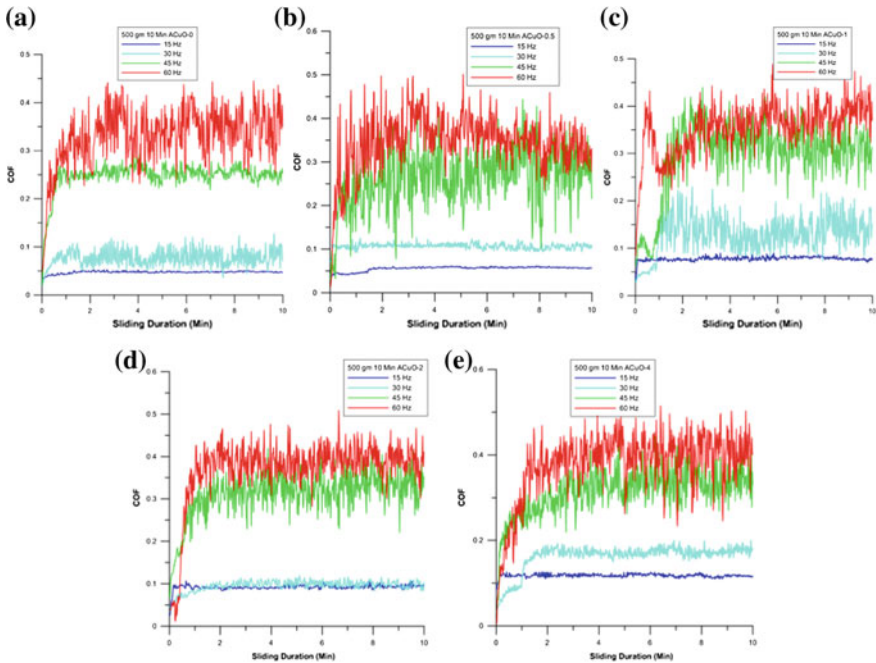 (a)
500 gm 10 Min ACuO-0
15 Hz
30 Hz
45 Hz
60 Hz
0.5
0.4
0.3
0.2
0.1
0
COF
0 2 4 6 8 10
Sliding Duration (Min)
(b)
500 gm 10 Min ACuO-0.5
15 Hz
30 Hz
45 Hz
60 Hz
0.6
0.5
0.4
0.3
0.2
0.1
0
COF
0 2 4 6 8 10
Sliding Duration (Min)
(c)
500 gm 10 Min ACuO-1
15 Hz
30 Hz
45 Hz
60 Hz
0.5
0.4
0.3
0.2
0.1
0
COF
0 2 4 6 8 10
Sliding Duration (Min)
(d)
500 gm 10 Min ACuO-2
15 Hz
30 Hz
45 Hz
60 Hz
0.6
0.5
0.4
0.3
0.2
0.1
0
COF
0 2 4 6 8 10
Sliding Duration (Min)
(e)
500 gm 10 Min ACuO-4
15 Hz
30 Hz
45 Hz
60 Hz
0.6
0.4
0.2
0
COF
0 2 4 6 8 10
Sliding Duration (Min)